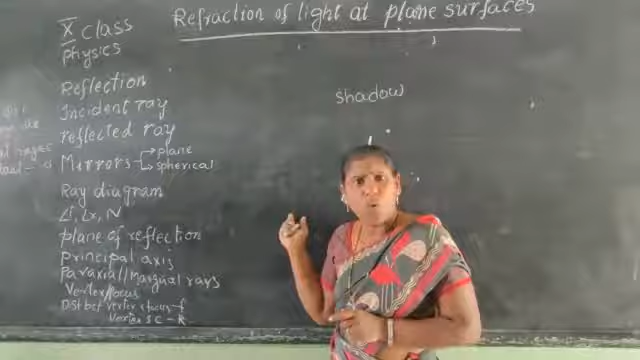 Refraction of light at plane surfaces
X class
physics
Reflection
Incident ray
reflected ray
Mirrors plane
spherical
Ray diagram
∠i, ∠r, N
plane of reflection
principal axis
paraxial/marginal rays
Vertex/focus
Dist bet vertex & focus - f
Vertex & C - R
shadow